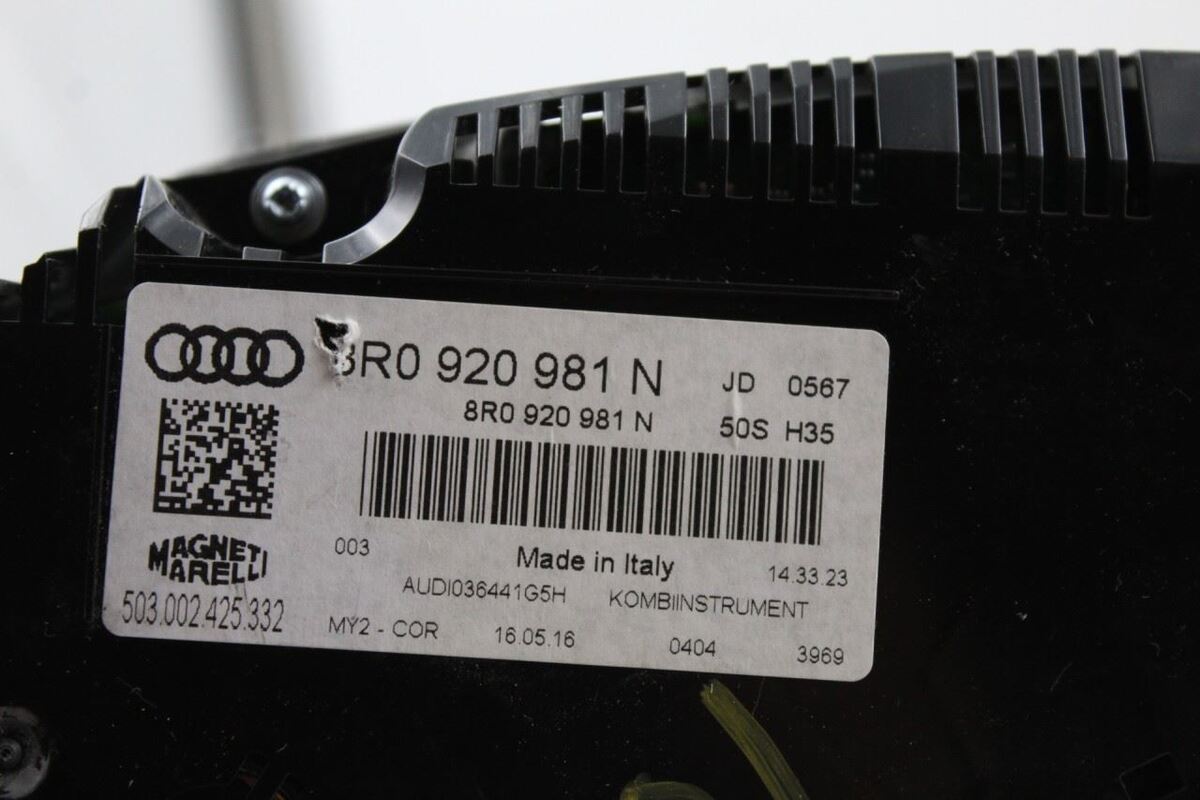 8R0 920 981 N
JD 0567
8R0 920 981 N
50S H35
003
Made in Italy
14.33.23
MAGNETI
MARELLI
AUDI036441G5H
KOMBIINSTRUMENT
503.002.425.332
MY2 - COR
16.05.16
0404
3969